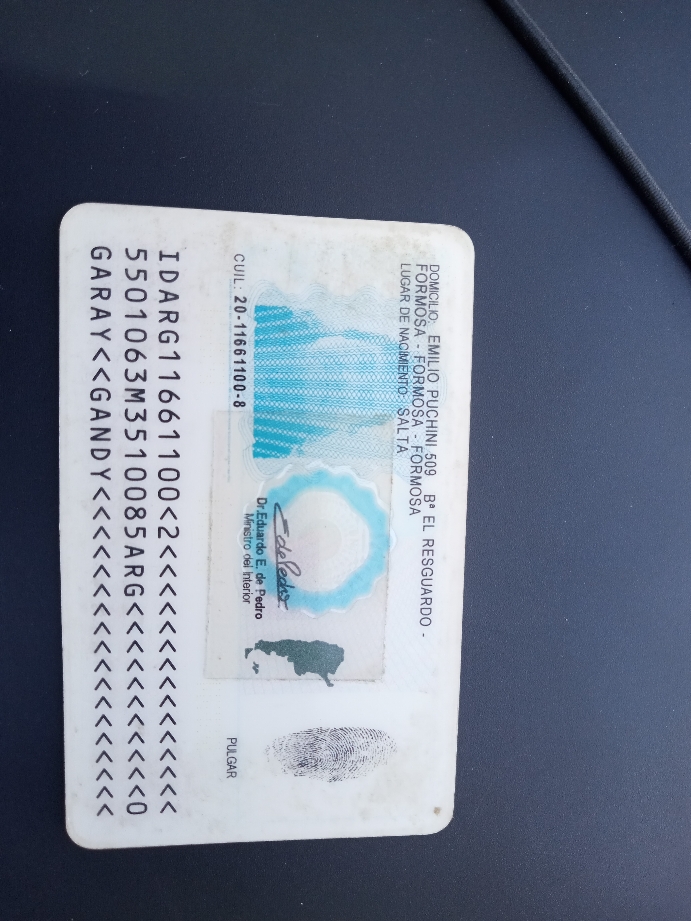 DOMICILIO: EMILIO PUCHINI 509 Bº EL RESGUARDO -
FORMOSA - FORMOSA - FORMOSA
LUGAR DE NACIMIENTO: SALTA
CUIL: 20-11661100-8
Dr. Eduardo E. de Pedro
Ministro del Interior
PULGAR
IDARG11661100<2<<<<<<<<<<<<<<<
5501063M3510085ARG<<<<<<<<<<<0
GARAY<<GANDY<<<<<<<<<<<<<<<<<<